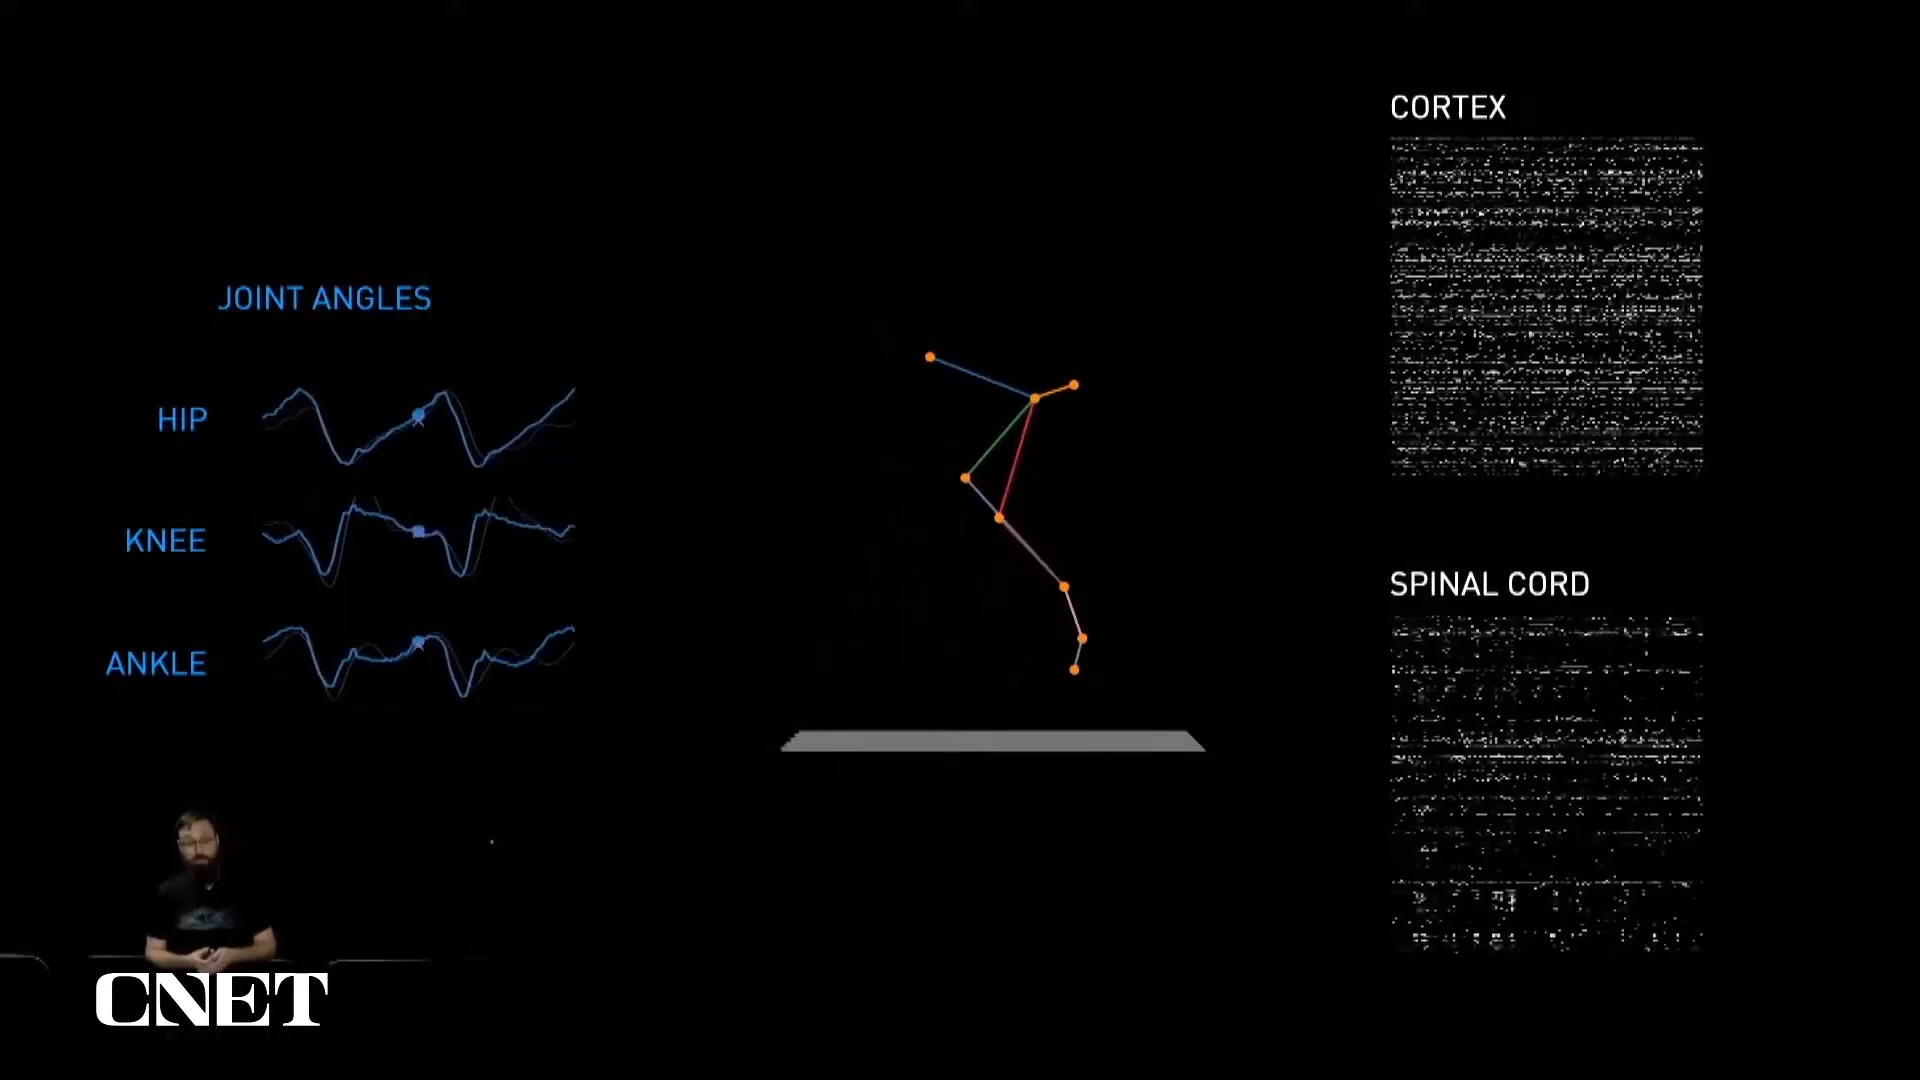 CORTEX
JOINT ANGLES
HIP
KNEE
ANKLE
SPINAL CORD
CNET